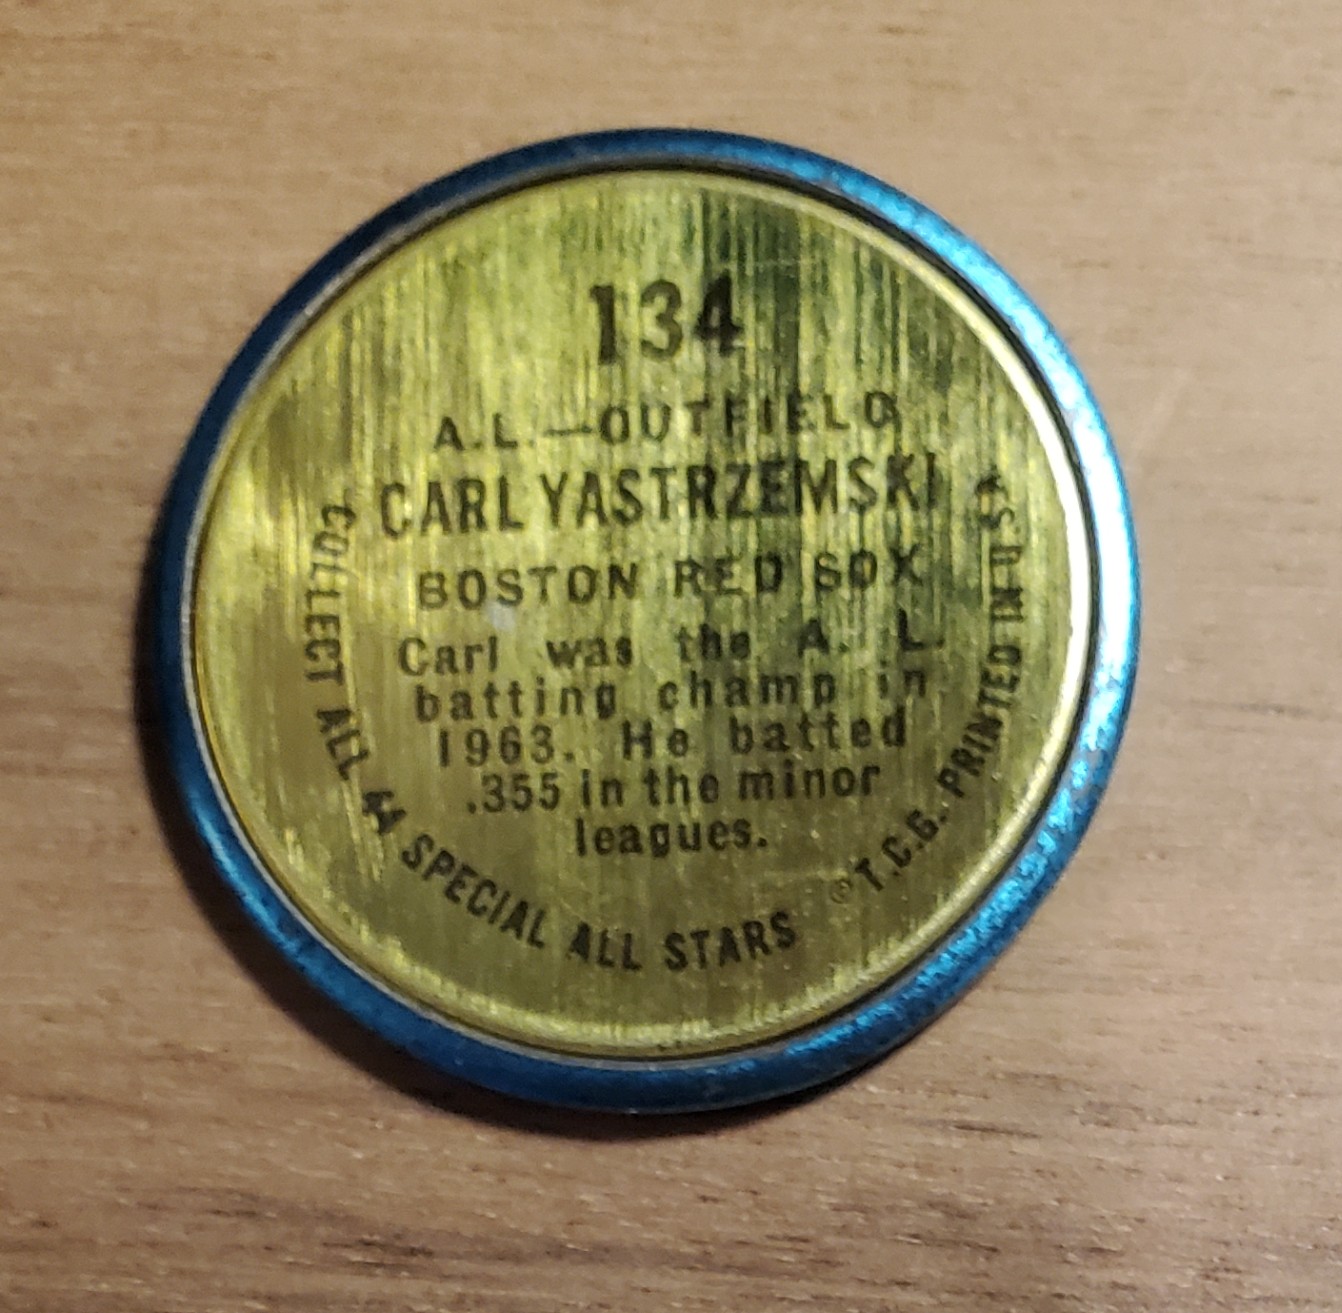 134
A.L.—OUTFIELD
CARL YASTRZEMSKI
BOSTON RED SOX
Carl was the A. L.
batting champ in
1963. He batted
.355 in the minor
leagues.
COLLECT ALL 44 SPECIAL ALL STARS
© T.C.G. PRINTED IN U.S.A.